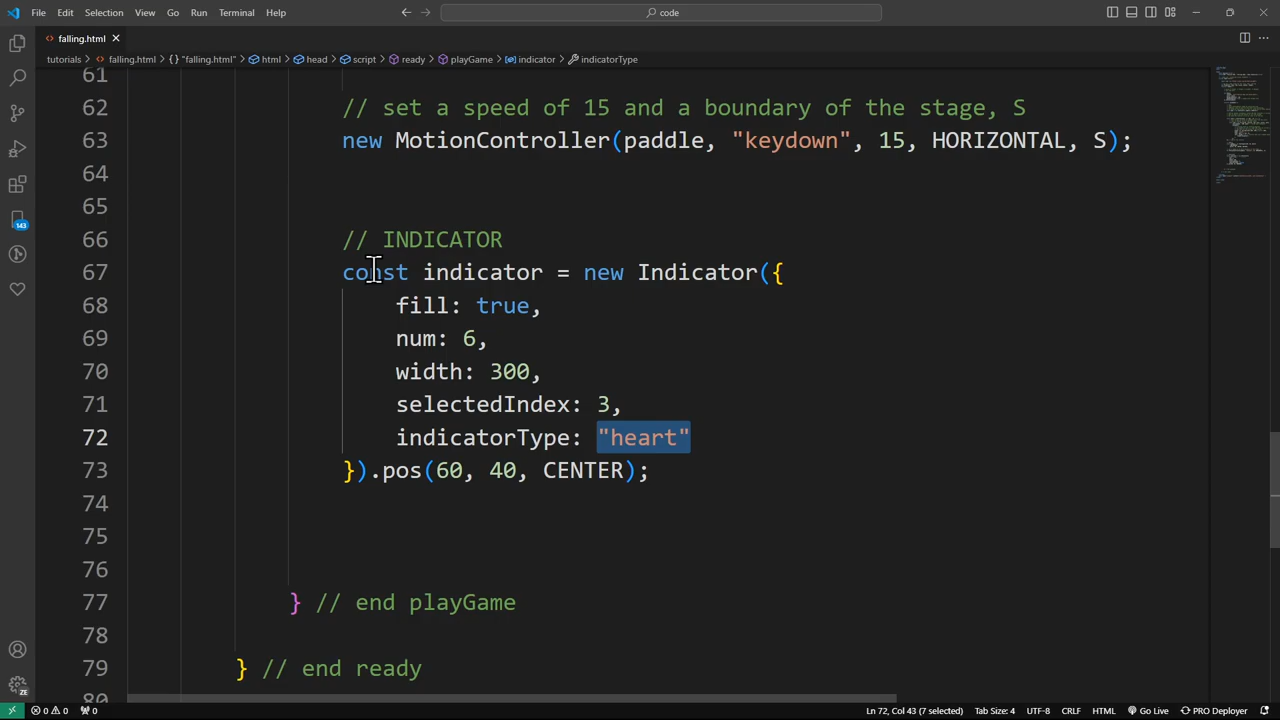 File Edit Selection View Go Run Terminal Help
code
falling.html
tutorials > falling.html > "falling.html" > html > head > script > ready > playGame > indicator > indicatorType
61
62 // set a speed of 15 and a boundary of the stage, S
63 new MotionController(paddle, "keydown", 15, HORIZONTAL, S);
64
65
66 // INDICATOR
67 const indicator = new Indicator({
68 fill: true,
69 num: 6,
70 width: 300,
71 selectedIndex: 3,
72 indicatorType: "heart"
73 }).pos(60, 40, CENTER);
74
75
76
77 } // end playGame
78
79 } // end ready
80
143
ZE
0 0 0 Ln 72, Col 43 (7 selected) Tab Size: 4 UTF-8 CRLF HTML Go Live PRO Deployer